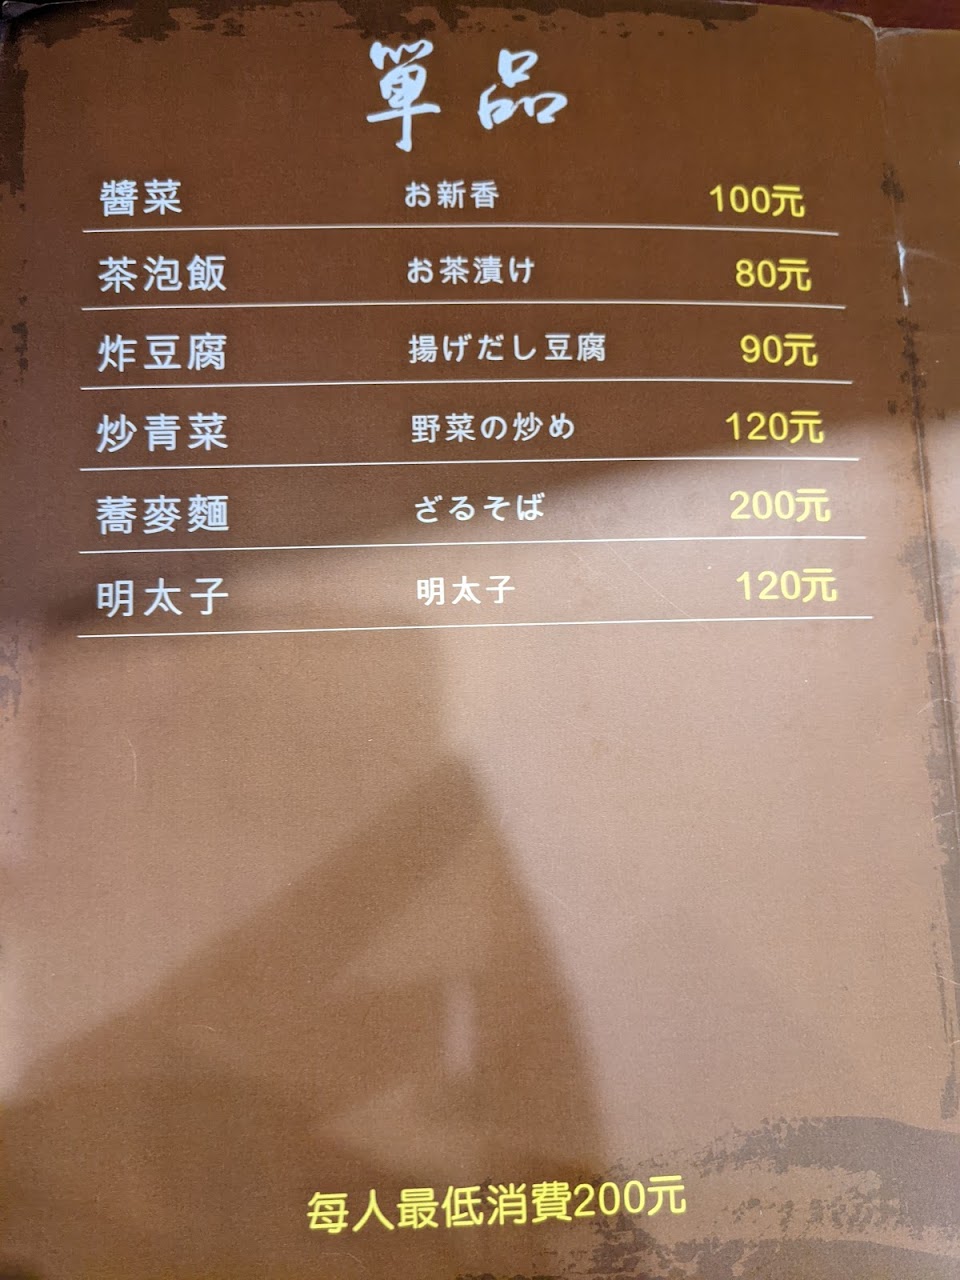 單品
醬菜 お新香 100元
茶泡飯 お茶漬け 80元
炸豆腐 揚げだし豆腐 90元
炒青菜 野菜の炒め 120元
蕎麥麵 ざるそば 200元
明太子 明太子 120元
每人最低消費200元